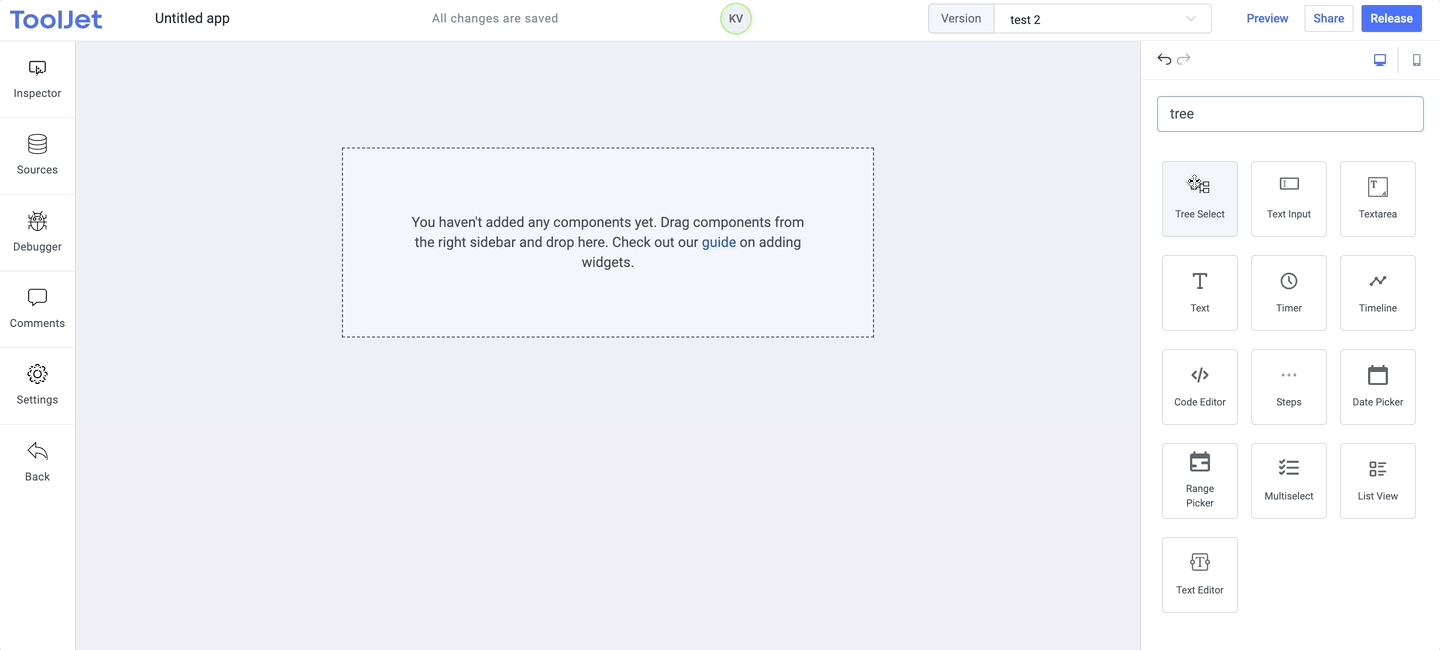 ToolJet
Untitled app
All changes are saved
KV
Version
test 2
Preview
Share
Release
Inspector
Sources
Debugger
Comments
Settings
Back
You haven't added any components yet. Drag components from
the right sidebar and drop here. Check out our guide on adding
widgets.
tree
Tree Select
Text Input
Textarea
Text
Timer
Timeline
Code Editor
Steps
Date Picker
Range
Picker
Multiselect
List View
Text Editor